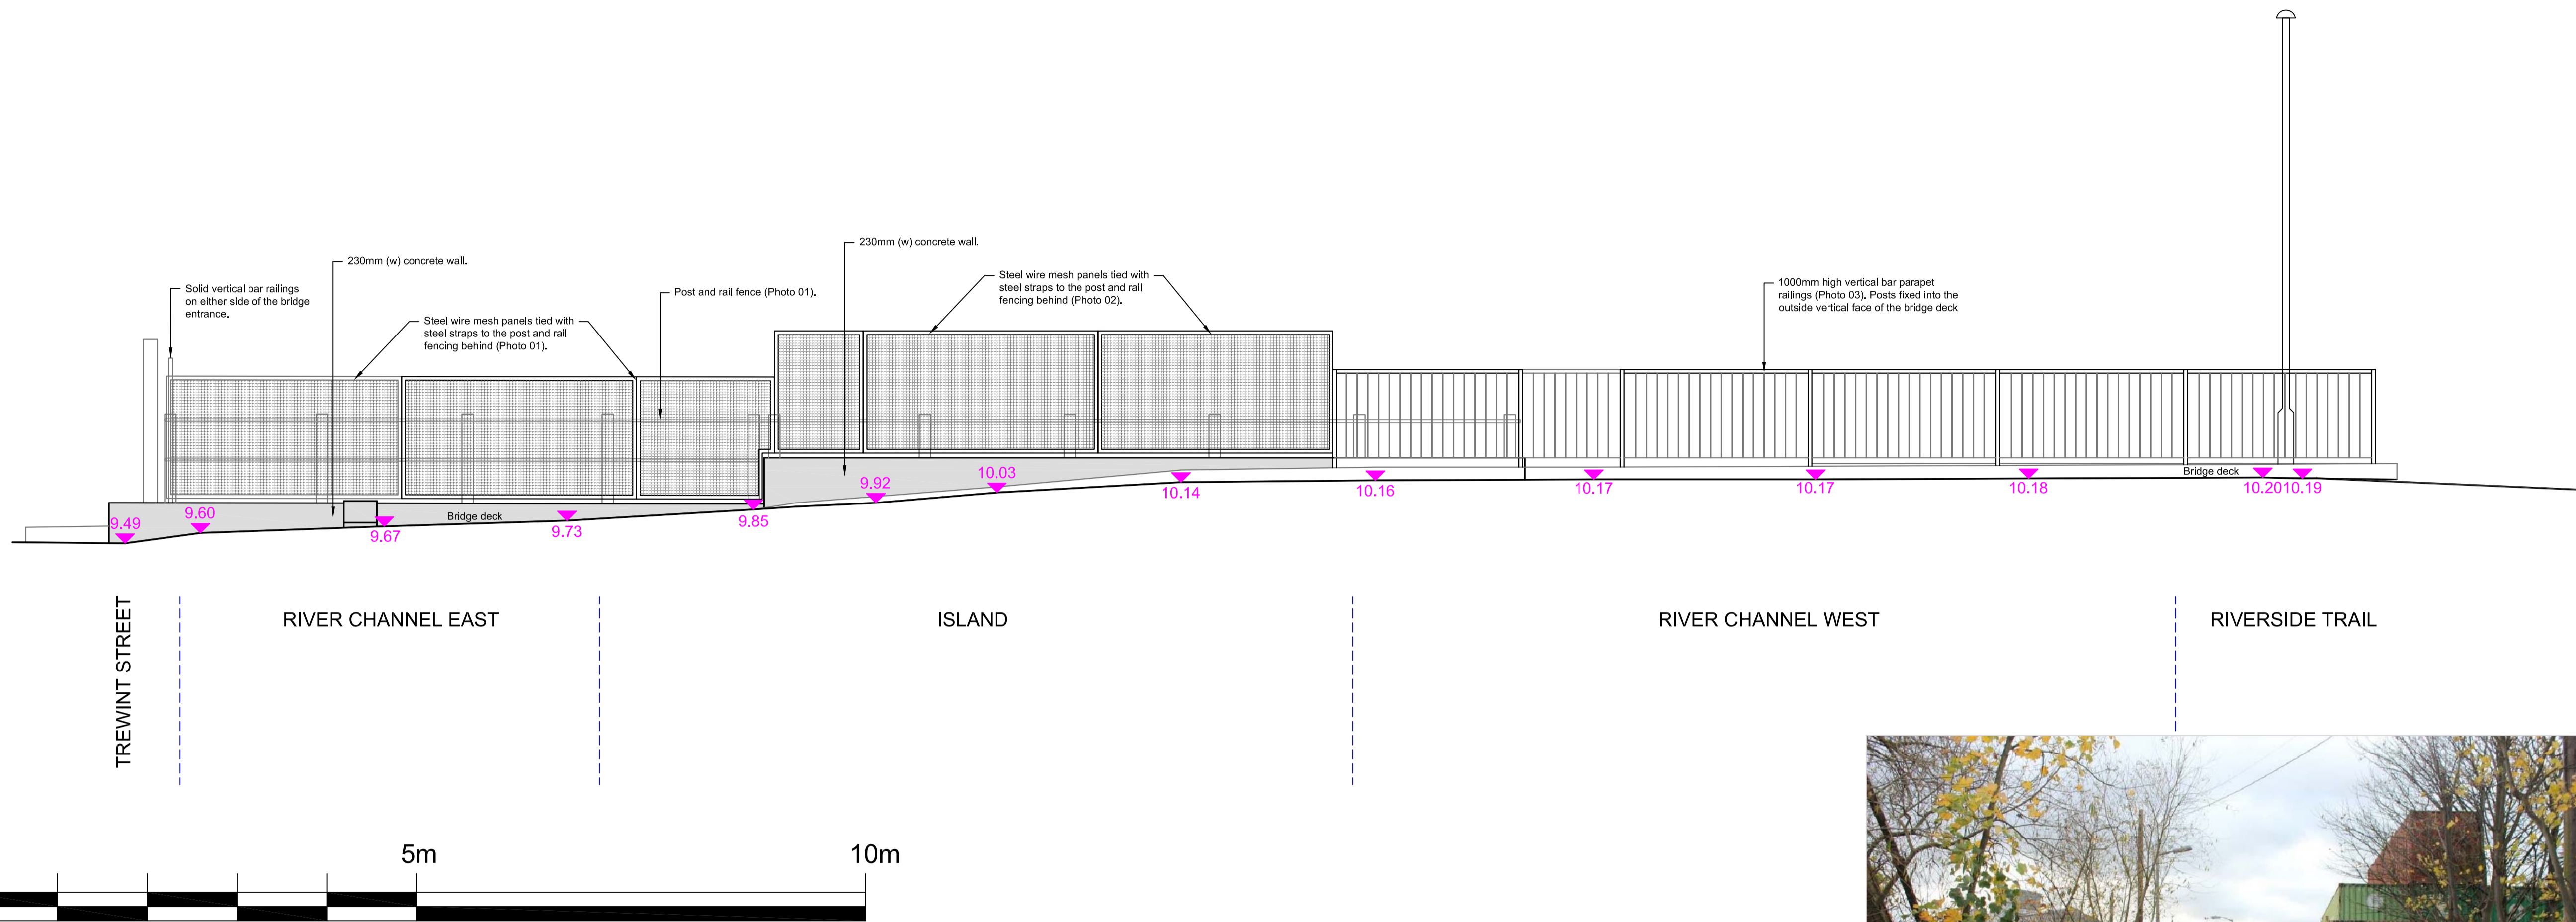 230mm (w) concrete wall.
230mm (w) concrete wall.
Steel wire mesh panels tied with
steel straps to the post and rail
fencing behind (Photo 02).
1000mm high vertical bar parapet
railings (Photo 03). Posts fixed into the
outside vertical face of the bridge deck
Solid vertical bar railings
on either side of the bridge
entrance.
Post and rail fence (Photo 01).
Steel wire mesh panels tied with
steel straps to the post and rail
fencing behind (Photo 01).
9.49
9.60
9.67
Bridge deck
9.73
9.85
9.92
10.03
10.14
10.16
10.17
10.17
10.18
Bridge deck
10.20
10.19
TREWINT STREET
RIVER CHANNEL EAST
ISLAND
RIVER CHANNEL WEST
RIVERSIDE TRAIL
5m
10m